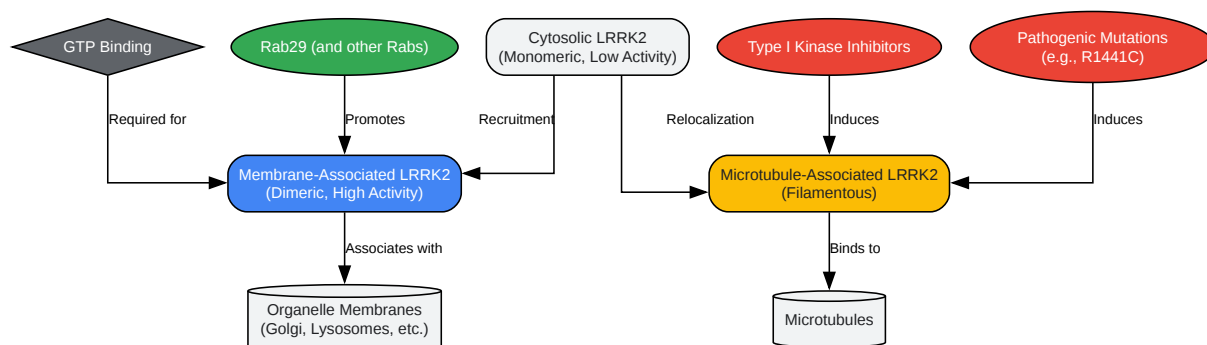 GTP Binding
Rab29 (and other Rabs)
Cytosolic LRRK2
(Monomeric, Low Activity)
Type I Kinase Inhibitors
Pathogenic Mutations
(e.g., R1441C)
Required for
Promotes
Recruitment
Relocalization
Induces
Induces
Membrane-Associated LRRK2
(Dimeric, High Activity)
Microtubule-Associated LRRK2
(Filamentous)
Associates with
Binds to
Organelle Membranes
(Golgi, Lysosomes, etc.)
Microtubules